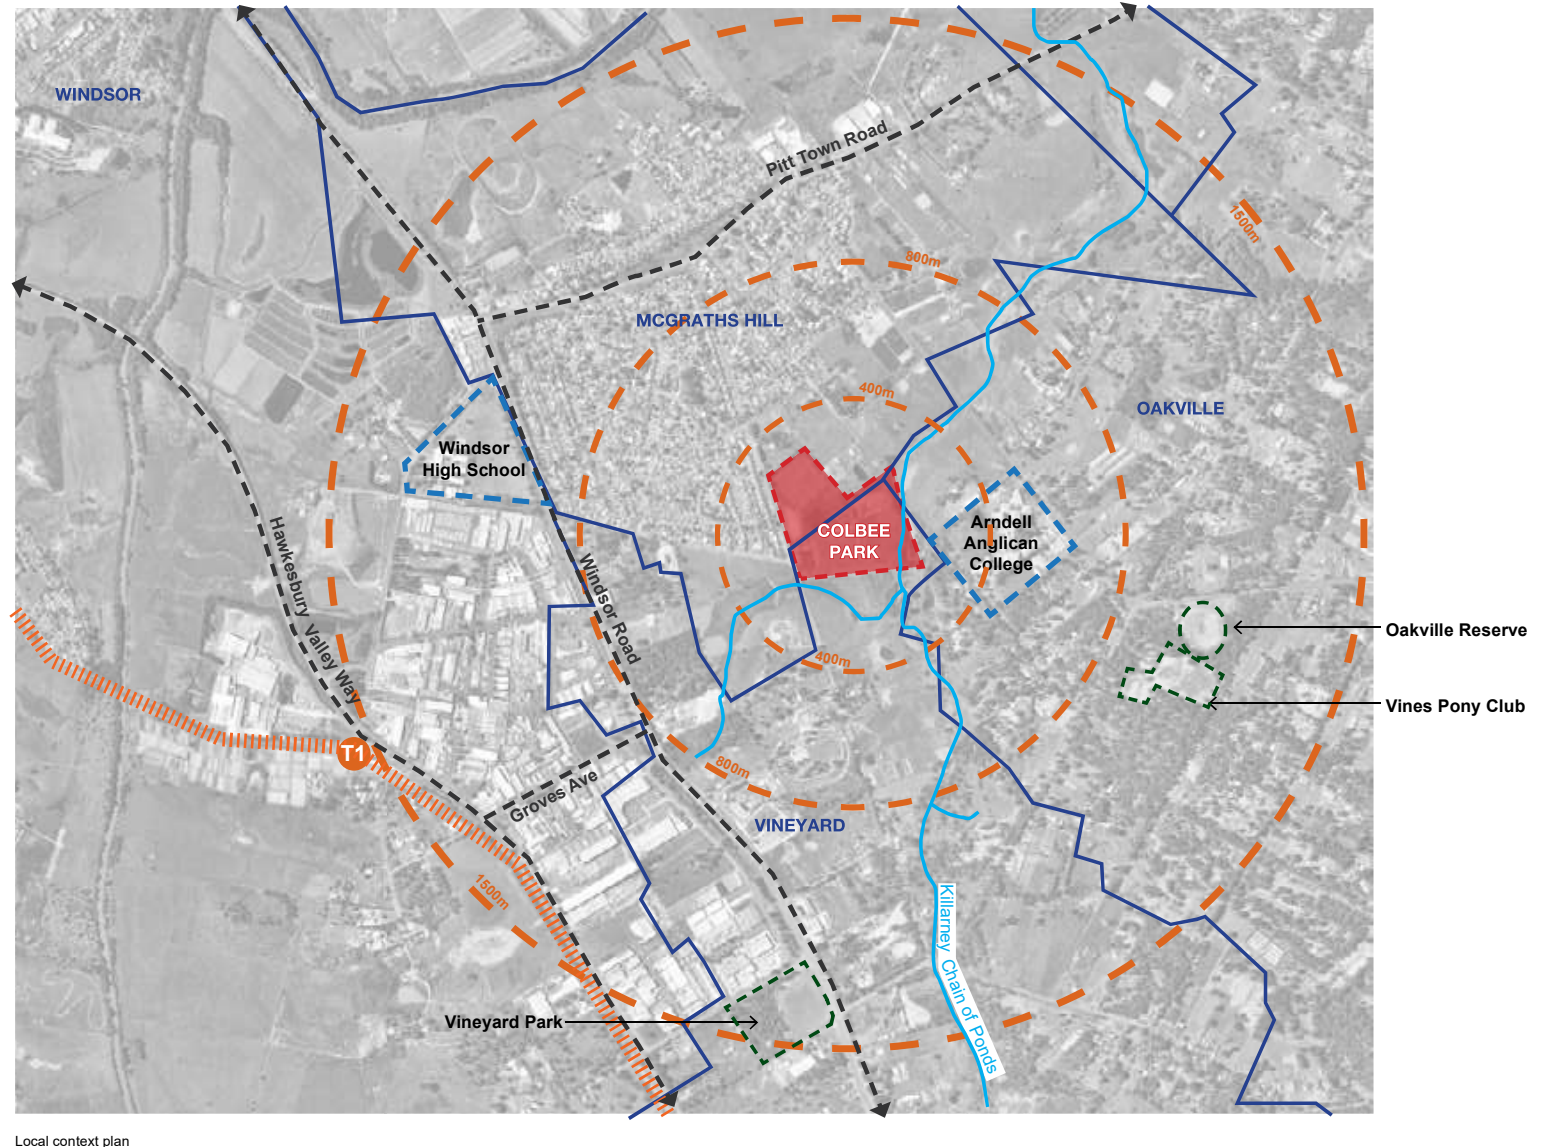 WINDSOR
Pitt Town Road
1500m
800m
MCGRATHS HILL
400m
OAKVILLE
Windsor
High School
COLBEE
PARK
Arndell
Anglican
College
Hawkesbury Valley Way
Windsor Road
Oakville Reserve
400m
Vines Pony Club
T1
800m
Groves Ave
VINEYARD
1500m
Killarney Chain of Ponds
Vineyard Park
Local context plan